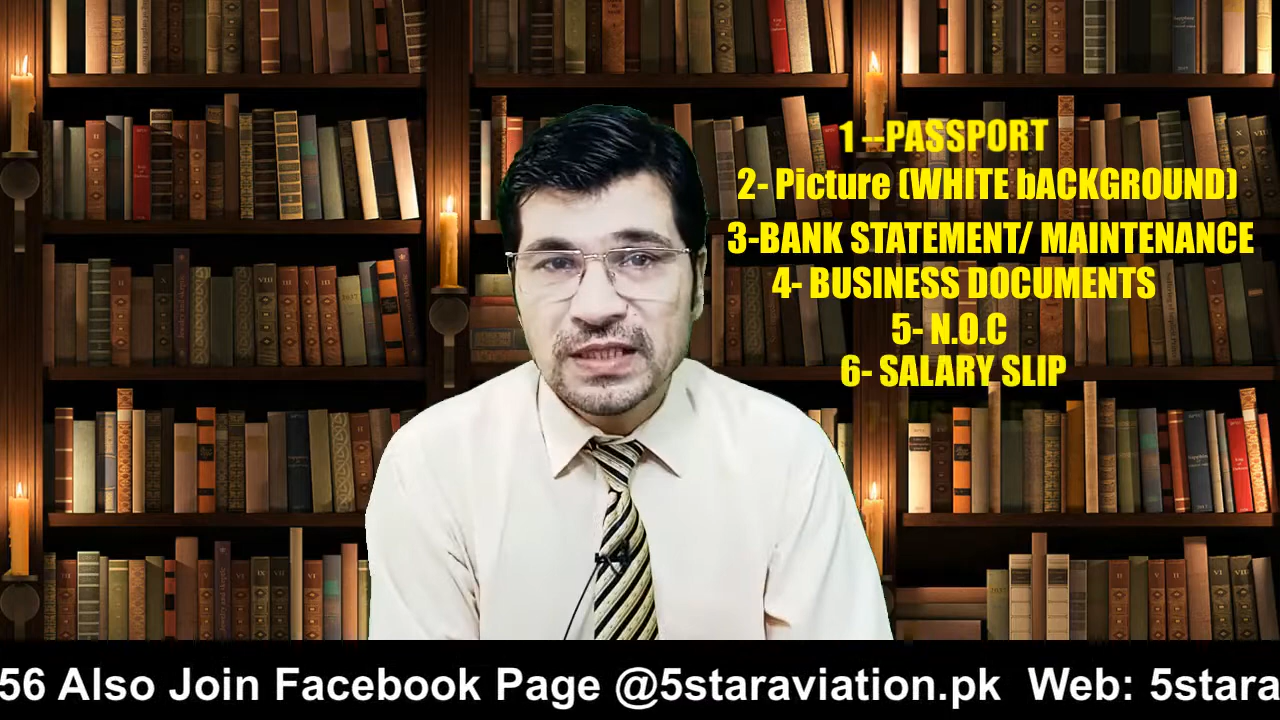 1 --PASSPORT
2- Picture (WHITE bACKGROUND)
3-BANK STATEMENT/ MAINTENANCE
4- BUSINESS DOCUMENTS
5- N.O.C
6- SALARY SLIP
56 Also Join Facebook Page @5staraviation.pk Web: 5stara